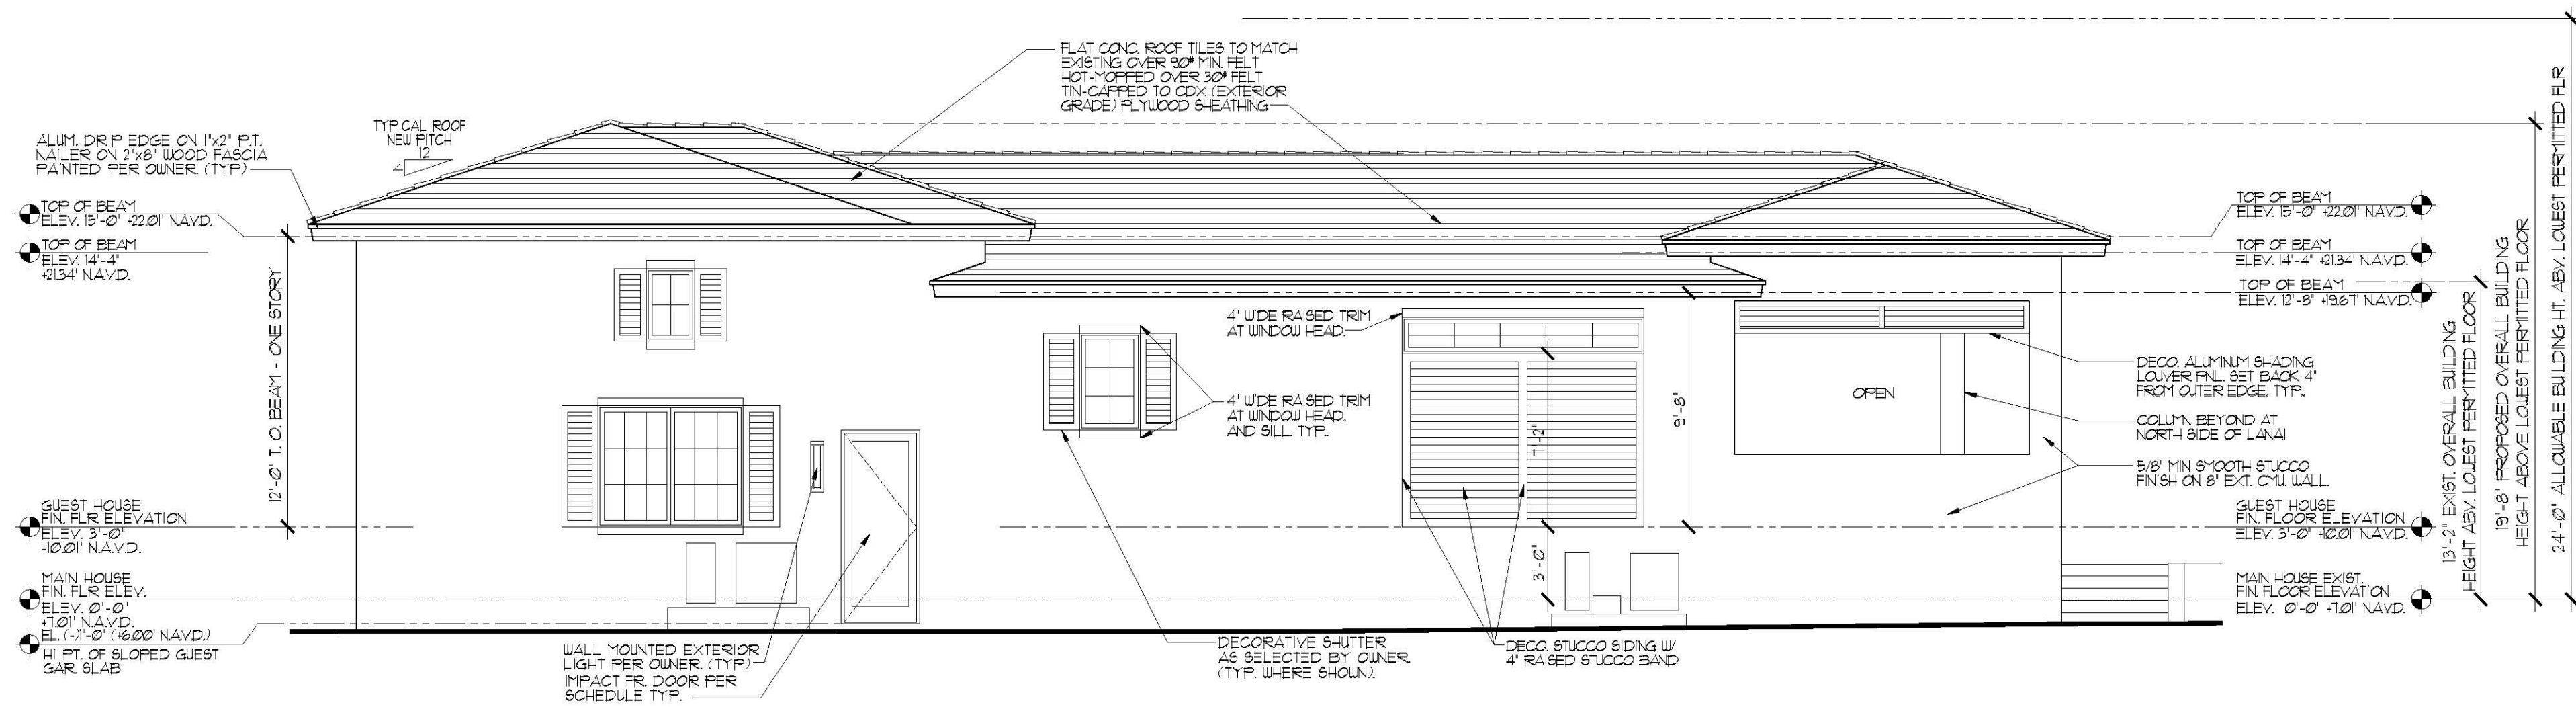 FLAT CONC. ROOF TILES TO MATCH
EXISTING OVER 90# MIN. FELT
HOT-MOPPED OVER 30# FELT
TIN-CAPPED TO CDX (EXTERIOR
GRADE) PLYWOOD SHEATHING
TYPICAL ROOF
NEW PITCH
12
4
ALUM. DRIP EDGE ON 1"x2" P.T.
NAILER ON 2"x8" WOOD FASCIA
PAINTED PER OWNER. (TYP.)
TOP OF BEAM
ELEV. 15'-0" +22.01' N.A.V.D.
TOP OF BEAM
ELEV. 14'-4"
+21.34' N.A.V.D.
12'-0" T. O. BEAM - ONE STORY
GUEST HOUSE
FIN. FLR ELEVATION
ELEV. 3'-0"
+10.01' N.A.V.D.
MAIN HOUSE
FIN. FLR ELEV.
ELEV. 0'-0"
+7.01' N.A.V.D.
EL. (-)1'-0" (+6.00' N.A.V.D.)
HI PT. OF SLOPED GUEST
GAR. SLAB
WALL MOUNTED EXTERIOR
LIGHT PER OWNER. (TYP)
IMPACT FR. DOOR PER
SCHEDULE TYP.
4" WIDE RAISED TRIM
AT WINDOW HEAD.
4" WIDE RAISED TRIM
AT WINDOW HEAD.
AND SILL. TYP..
DECORATIVE SHUTTER
AS SELECTED BY OWNER.
(TYP. WHERE SHOWN).
7'-2"
3'-0"
9'-8"
DECO. STUCCO SIDING W/
4" RAISED STUCCO BAND
OPEN
TOP OF BEAM
ELEV. 15'-0" +22.01' N.A.V.D.
TOP OF BEAM
ELEV. 14'-4" +21.34' N.A.V.D.
TOP OF BEAM
ELEV. 12'-8" +19.67' N.A.V.D.
DECO. ALUMINUM SHADING
LOUVER PNL. SET BACK 4"
FROM OUTER EDGE. TYP..
COLUMN BEYOND AT
NORTH SIDE OF LANAI
5/8" MIN SMOOTH STUCCO
FINISH ON 8" EXT. CMU. WALL.
GUEST HOUSE
FIN. FLOOR ELEVATION
ELEV. 3'-0" +10.01' N.A.V.D.
MAIN HOUSE EXIST.
FIN. FLOOR ELEVATION
ELEV. 0'-0" +7.01' N.A.V.D.
13'-2" EXIST. OVERALL BUILDING
HEIGHT ABV. LOWEST PERMITTED FLOOR
19'-8" PROPOSED OVERALL BUILDING
HEIGHT ABOVE LOWEST PERMITTED FLOOR
24'-0" ALLOWABLE BUILDING HT. ABV. LOWEST PERMITTED FLR